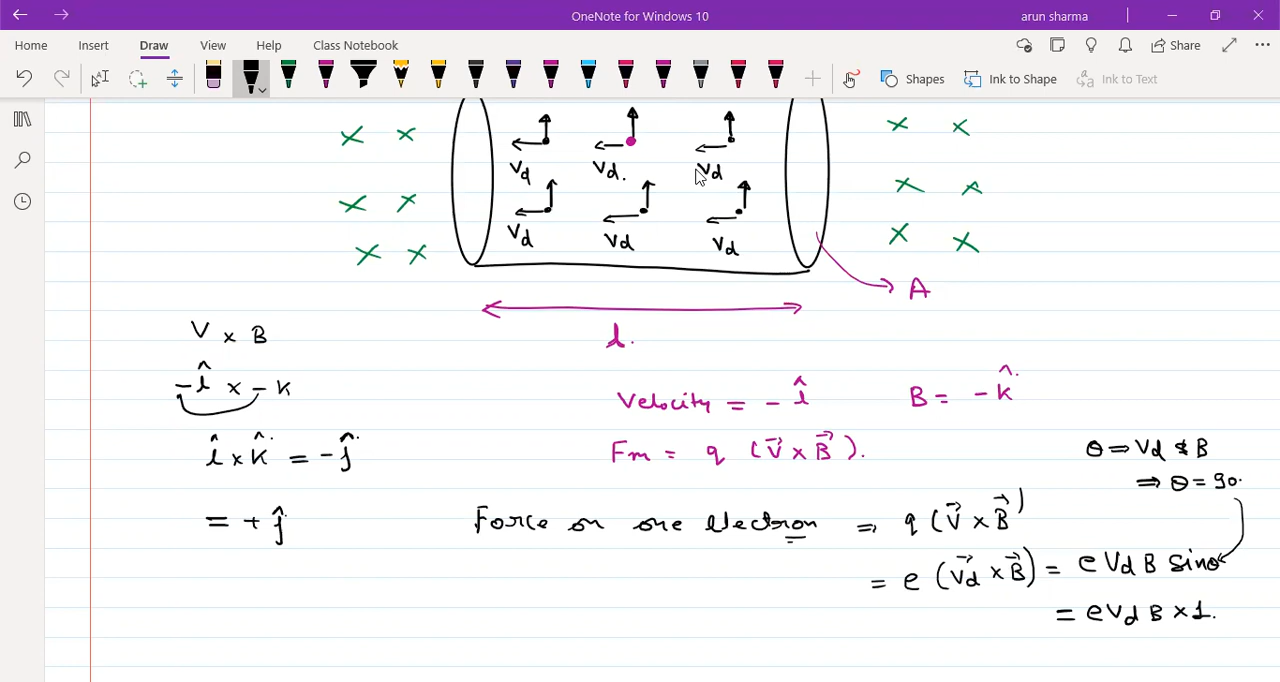 OneNote for Windows 10
arun sharma
Home Insert Draw View Help Class Notebook
Share
Shapes Ink to Shape Ink to Text
x x x x
Vd Vd. Vd
x x x x
Vd Vd Vd
x x x x
A
l.
V x B
-î x -k
Velocity = -î B = -k̂
î x k̂ = -ĵ
Fm = q (V⃗ x B⃗).
θ ⇒ Vd & B
⇒ θ = 90.
= +ĵ
Force on one electron = q (V⃗ x B⃗)
= e (V⃗d x B⃗) = e Vd B sinθ
= e Vd B x 1.